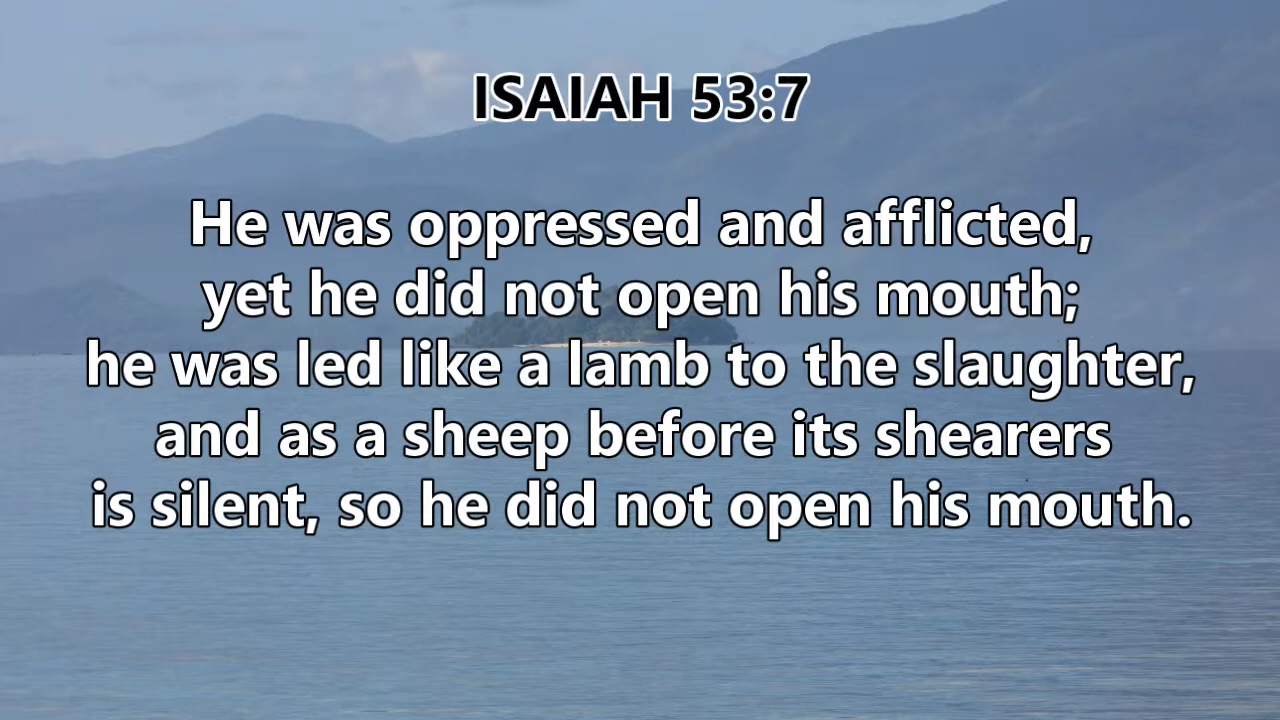 ISAIAH 53:7
He was oppressed and afflicted,
yet he did not open his mouth;
he was led like a lamb to the slaughter,
and as a sheep before its shearers
is silent, so he did not open his mouth.